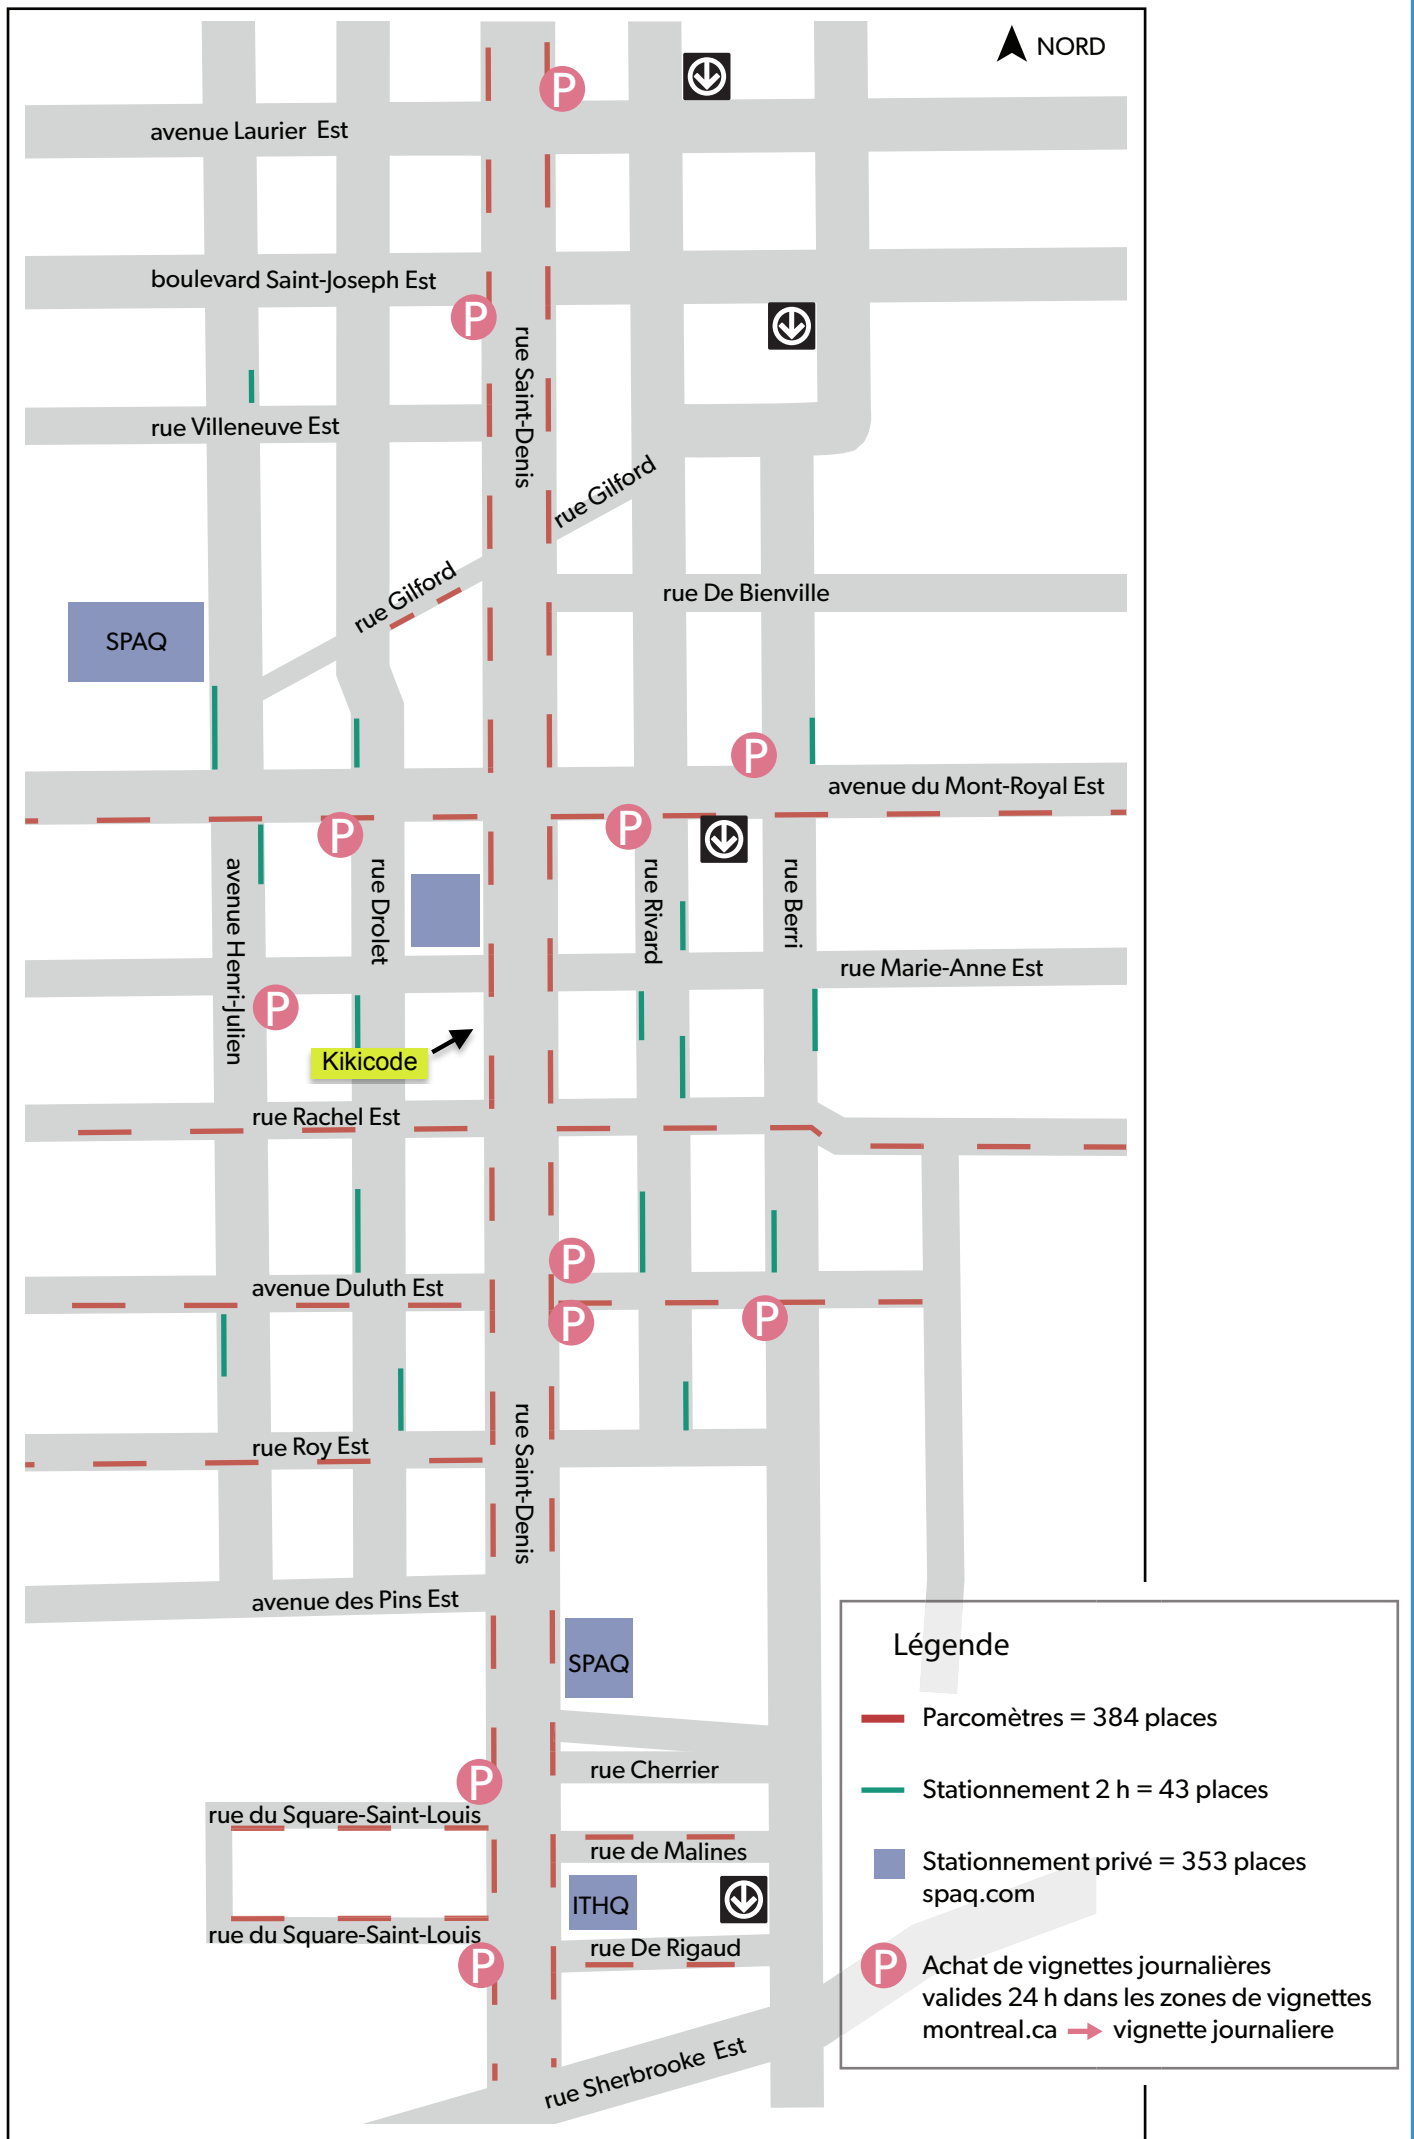 NORD
P
avenue Laurier Est
boulevard Saint-Joseph Est
P
rue Saint-Denis
rue Villeneuve Est
rue Gilford
rue Gilford
rue De Bienville
SPAQ
P
avenue du Mont-Royal Est
P
P
avenue Henri-Julien
rue Drolet
rue Rivard
rue Berri
rue Marie-Anne Est
P
Kikicode
rue Rachel Est
P
avenue Duluth Est
P
P
rue Saint-Denis
rue Roy Est
avenue des Pins Est
SPAQ
rue Cherrier
P
rue du Square-Saint-Louis
rue de Malines
ITHQ
rue du Square-Saint-Louis
rue De Rigaud
P
rue Sherbrooke Est
Légende
Parcomètres = 384 places
Stationnement 2 h = 43 places
Stationnement privé = 353 places
spaq.com
P
Achat de vignettes journalières
valides 24 h dans les zones de vignettes
montreal.ca → vignette journaliere